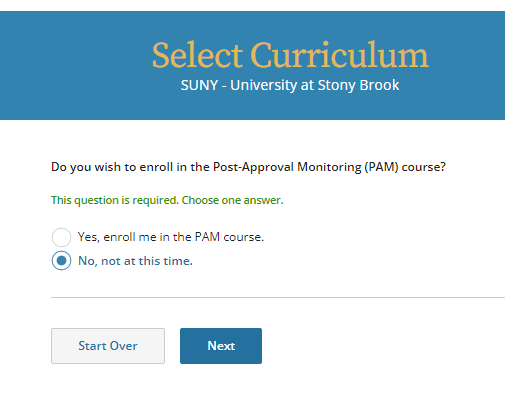 Select Curriculum
SUNY - University at Stony Brook
Do you wish to enroll in the Post-Approval Monitoring (PAM) course?
This question is required. Choose one answer.
Yes, enroll me in the PAM course.
No, not at this time.
Start Over
Next